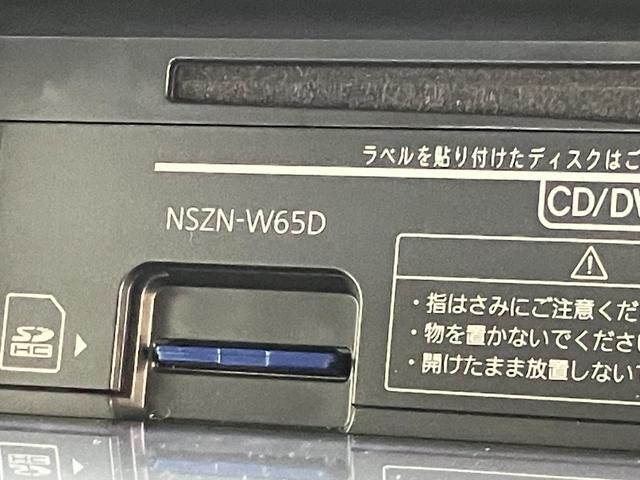 ラベルを貼り付けたディスクはご
CD/DV
NSZN-W65D
・指はさみにご注意くだ
・物を置かないでくださ
・開けたまま放置しない
SD
HC